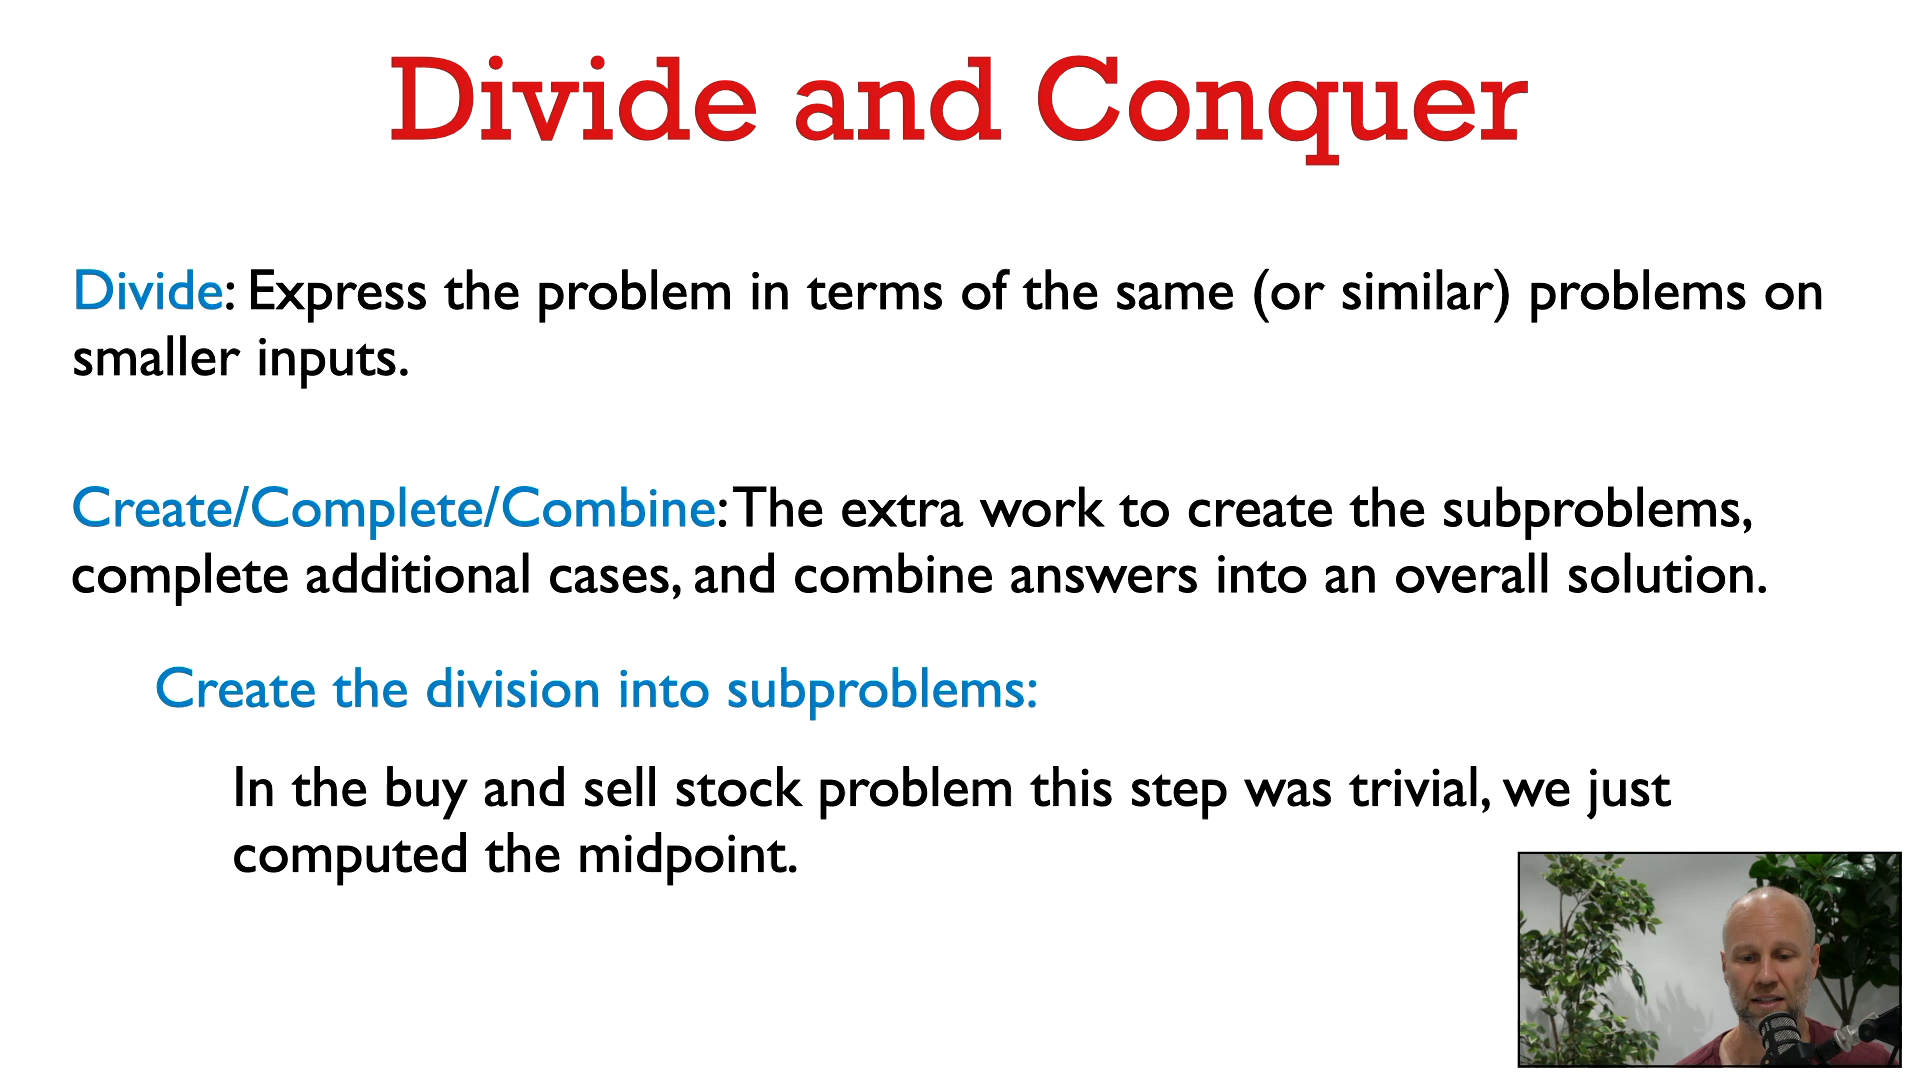 Divide and Conquer
Divide: Express the problem in terms of the same (or similar) problems on
smaller inputs.
Create/Complete/Combine: The extra work to create the subproblems,
complete additional cases, and combine answers into an overall solution.
Create the division into subproblems:
In the buy and sell stock problem this step was trivial, we just
computed the midpoint.